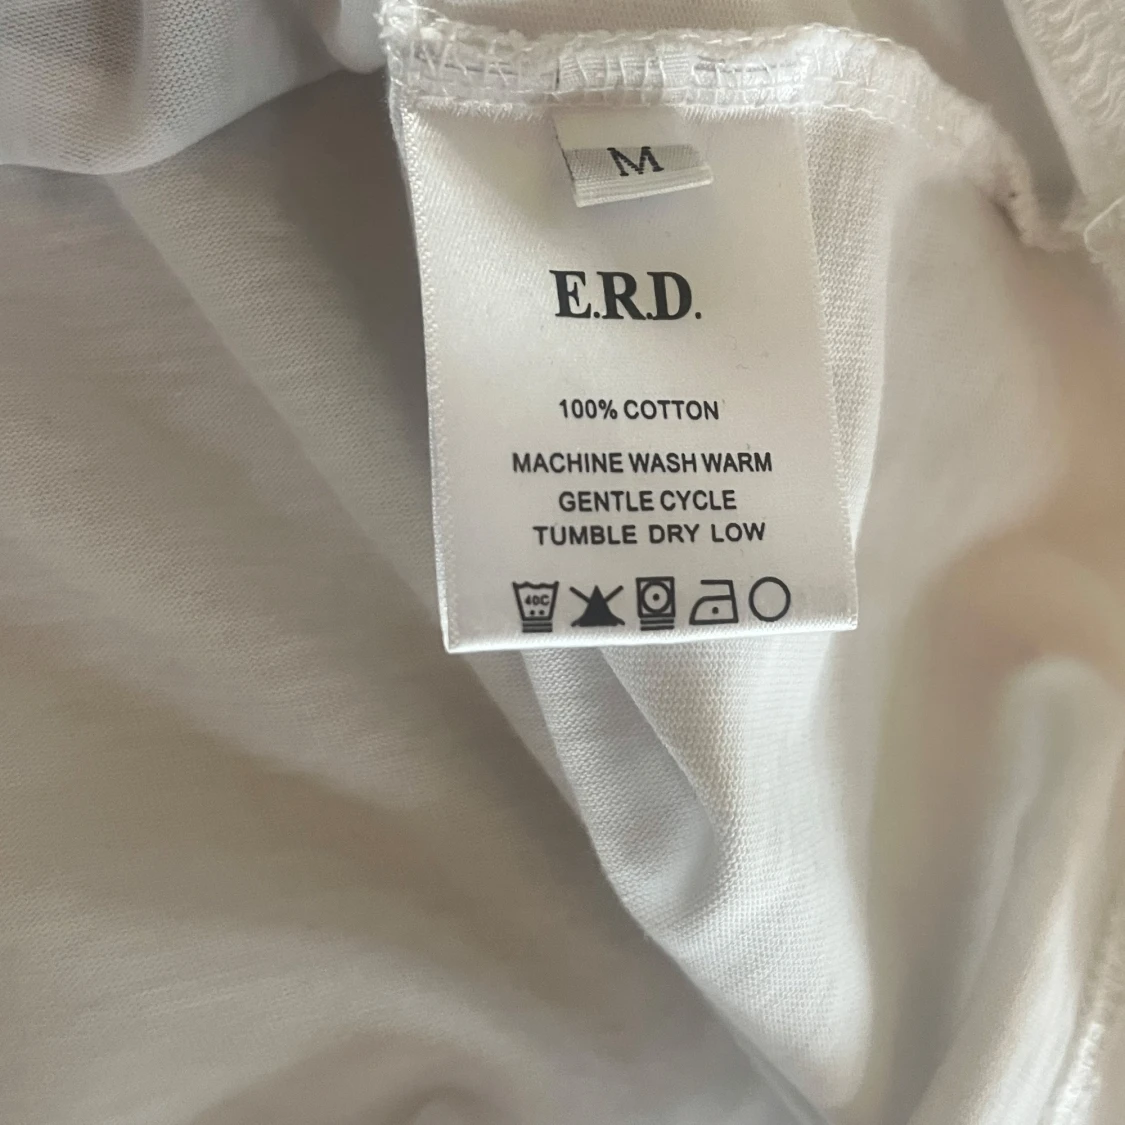 M
E.R.D.
100% COTTON
MACHINE WASH WARM
GENTLE CYCLE
TUMBLE DRY LOW
40C